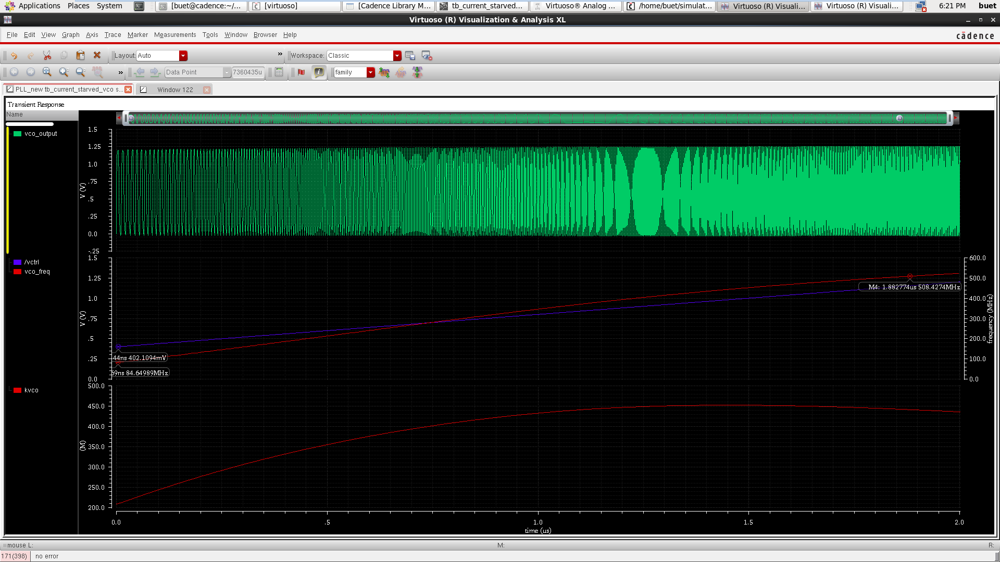 Applications Places System [buet@cadence:~/... [virtuoso] [Cadence Library M... tb_current_starved... Virtuoso® Analog ... /home/buet/simulat... Virtuoso (R) Visuali... Virtuoso (R) Visuali... 6:21 PM buet
Virtuoso (R) Visualization & Analysis XL
File Edit View Graph Axis Trace Marker Measurements Tools Window Browser Help
cādence
Layout: Auto » Workspace: Classic
» Data Point 7360435u family
PLL_new tb_current_starved_vco s... Window 122
Transient Response
Name
vco_output
1.5
1.25
1.0
.75
.5
.25
0.0
-.25
V (V)
/vctrl
vco_freq
1.5
1.25
1.0
.75
.5
.25
0.0
V (V)
600.0
500.0
400.0
300.0
200.0
100.0
0.0
frequency (MHz)
M4: 1.882774us 508.4274MHz
44ns 402.1094mV
69ns 84.64989MHz
kvco
500.0
450.0
400.0
350.0
300.0
250.0
200.0
(M)
0.0 .5 1.0 1.5 2.0
time (us)
mouse L: M: R:
171(398) no error